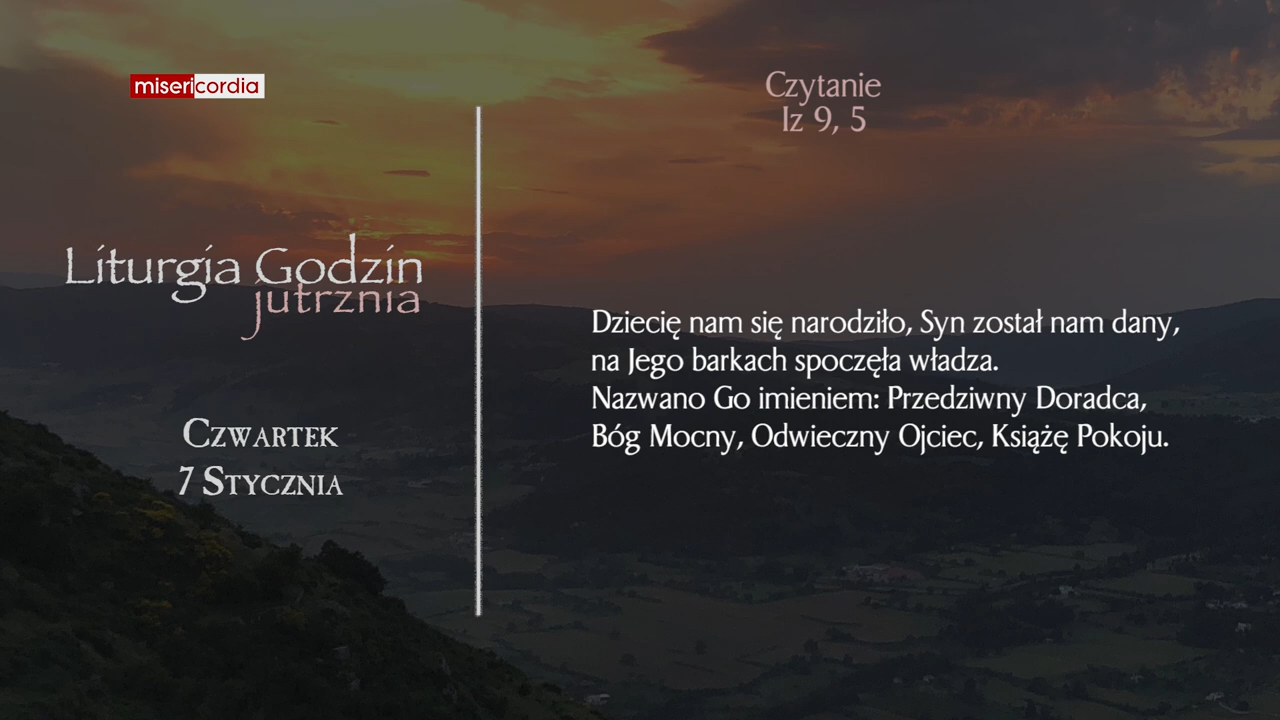 misericordia
Liturgia Godzin
jutrznia
Czwartek
7 Stycznia
Czytanie
Iz 9, 5
Dziecię nam się narodziło, Syn został nam dany,
na Jego barkach spoczęła władza.
Nazwano Go imieniem: Przedziwny Doradca,
Bóg Mocny, Odwieczny Ojciec, Książę Pokoju.